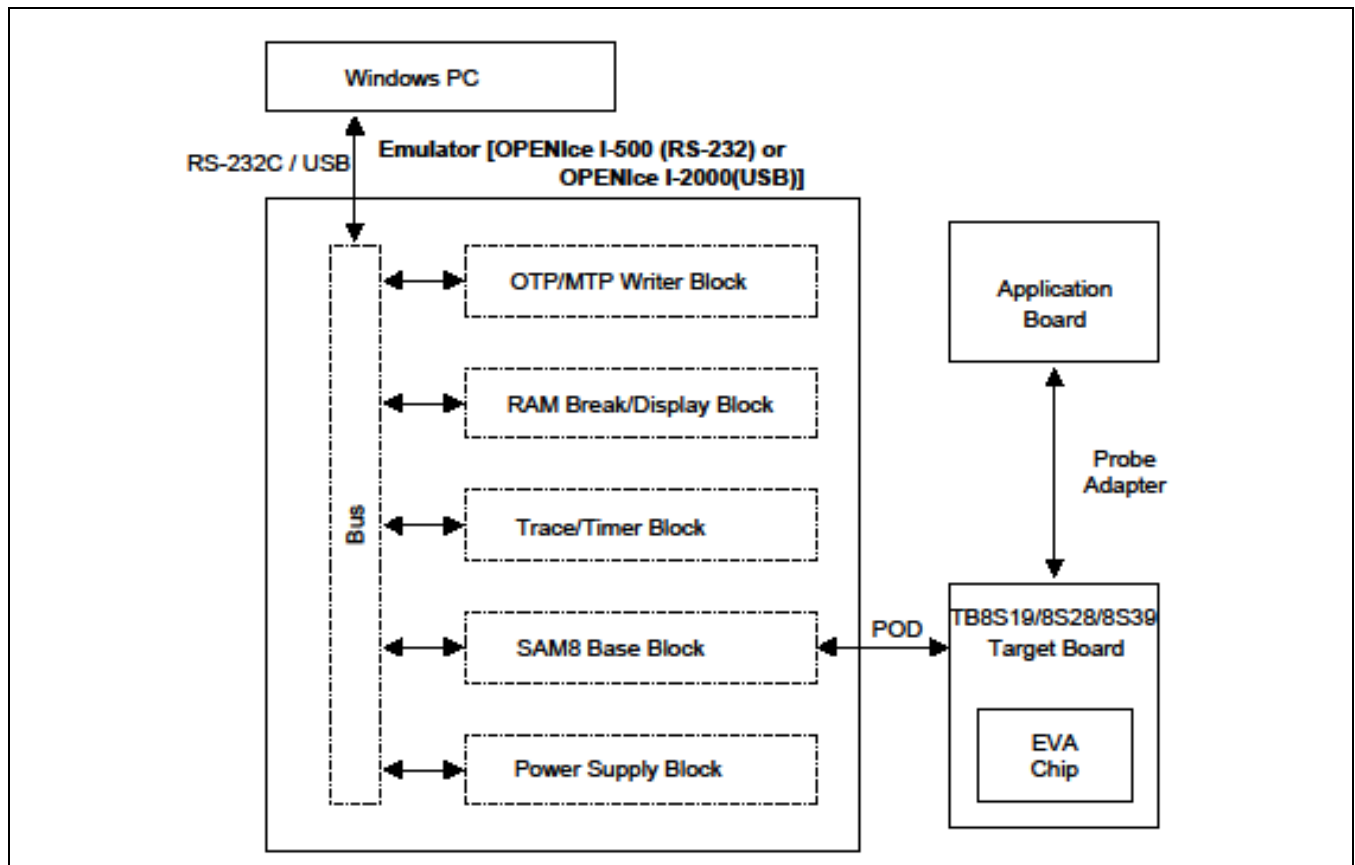 Windows PC
RS-232C / USB
Emulator [OPENIce I-500 (RS-232) or
OPENIce I-2000(USB)]
Bus
OTP/MTP Writer Block
RAM Break/Display Block
Trace/Timer Block
SAM8 Base Block
Power Supply Block
POD
Application
Board
Probe
Adapter
TB8S19/8S28/8S39
Target Board
EVA
Chip